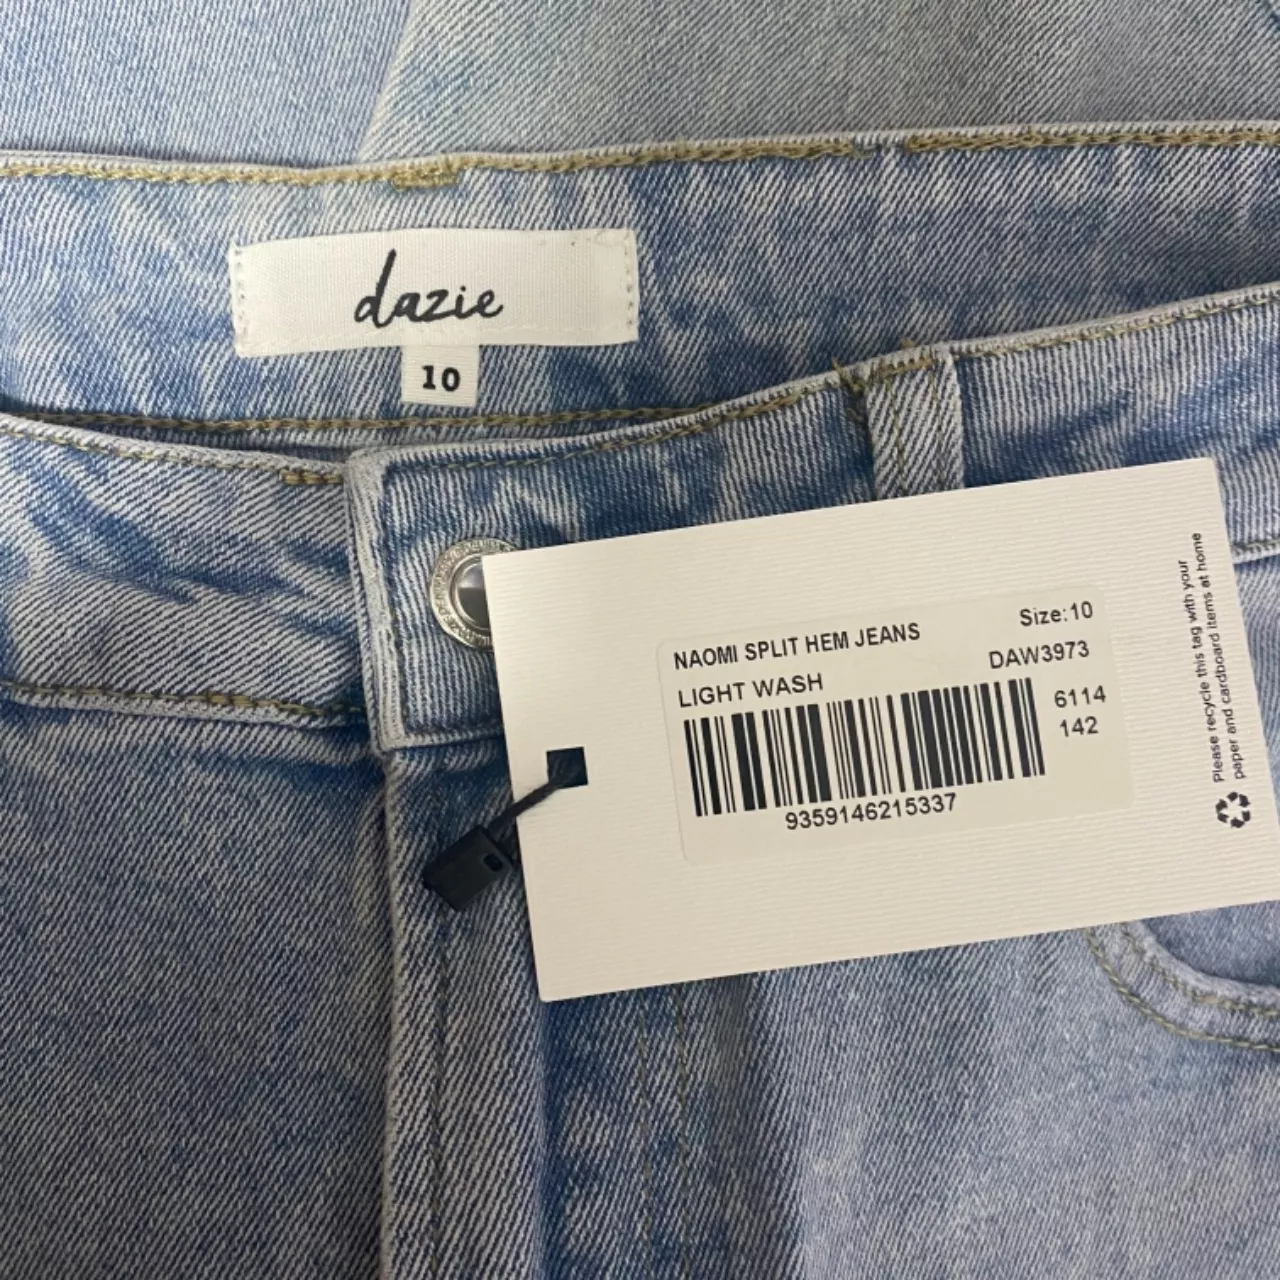 dazie
10
NAOMI SPLIT HEM JEANS
Size:10
LIGHT WASH
DAW3973
6114
142
9359146215337
Please recycle this tag with your
paper and cardboard items at home